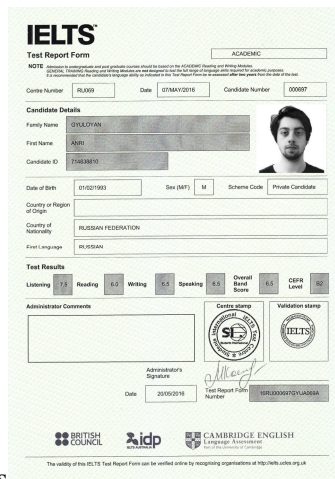 IELTS™
Test Report Form
ACADEMIC
NOTE Admission to undergraduate and post graduate courses should be based on the ACADEMIC Reading and Writing Modules.
GENERAL TRAINING Reading and Writing Modules are not designed to test the full range of language skills required for academic purposes.
It is recommended that the candidate's language ability as indicated in this Test Report Form be re-assessed after two years from the date of the test.
Centre Number RU069 Date 07/MAY/2016 Candidate Number 000697
Candidate Details
Family Name GYULOYAN
First Name ANRI
Candidate ID 714638810
Date of Birth 01/02/1993 Sex (M/F) M Scheme Code Private Candidate
Country or Region
of Origin
Country of
Nationality RUSSIAN FEDERATION
First Language RUSSIAN
Test Results
Listening 7.5 Reading 6.0 Writing 6.5 Speaking 6.5 Overall Band Score 6.5 CEFR Level B2
Administrator Comments
Centre stamp
Validation stamp
International IELTS
Centre
IELTS
Administrator's
Signature
Date 20/05/2016
Test Report Form
Number 16RU000697GYUA069A
BRITISH COUNCIL
idp
IELTS AUSTRALIA
CAMBRIDGE ENGLISH
Language Assessment
Part of the University of Cambridge
The validity of this IELTS Test Report Form can be verified online by recognising organisations at http://ielts.ucles.org.uk